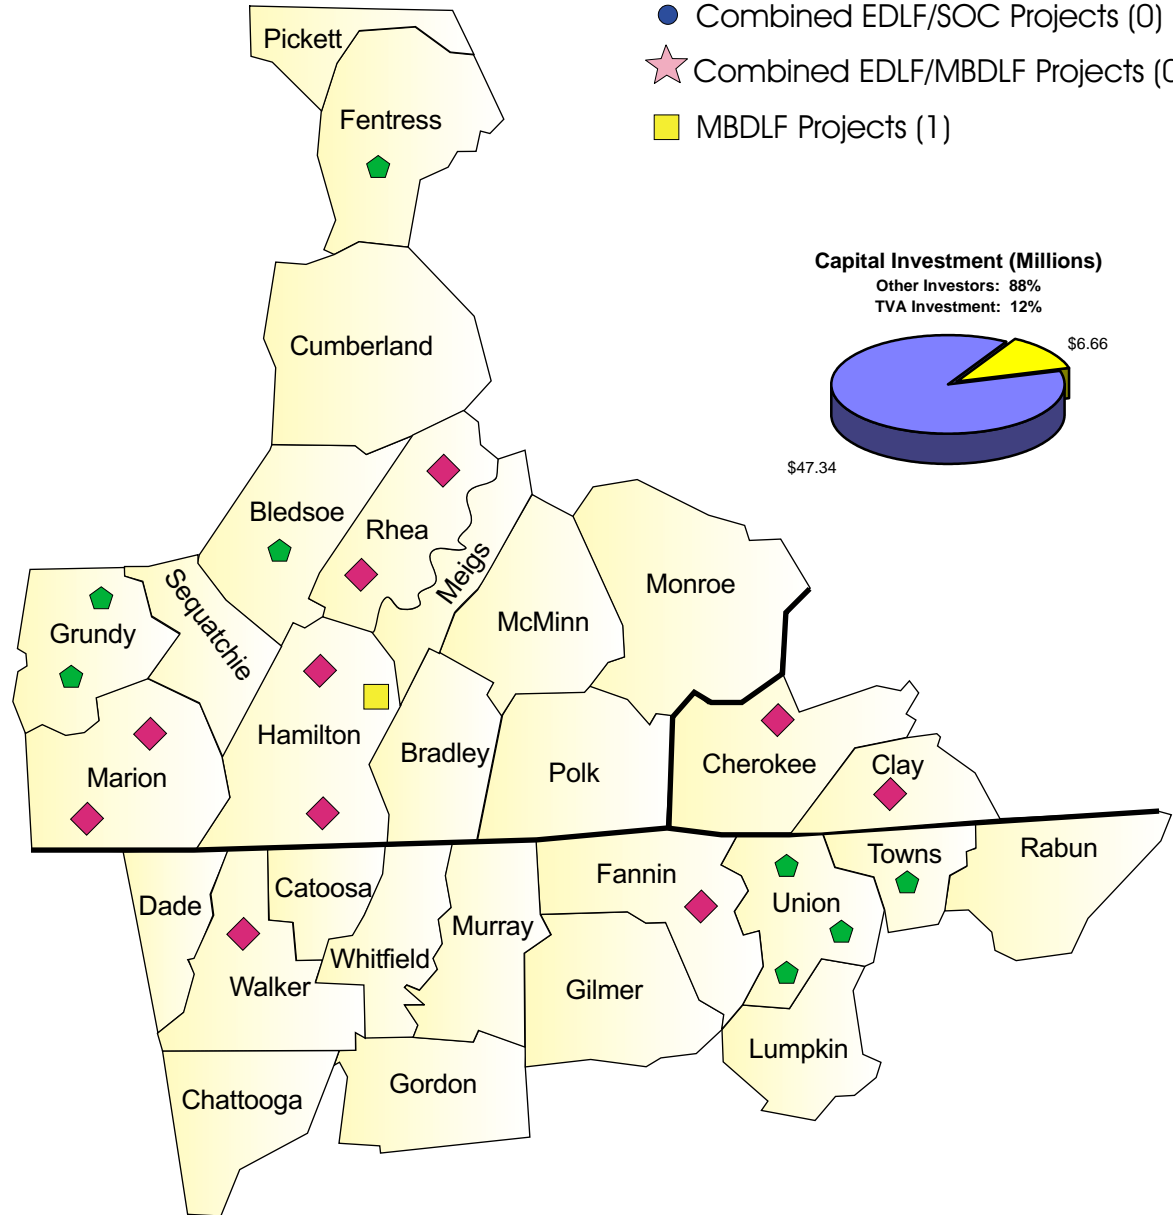 Combined EDLF/SOC Projects (0)
Combined EDLF/MBDLF Projects (0
MBDLF Projects (1)
Capital Investment (Millions)
Other Investors: 88%
TVA Investment: 12%
$6.66
$47.34
Pickett
Fentress
Cumberland
Bledsoe
Rhea
Meigs
Sequatchie
Grundy
McMinn
Monroe
Marion
Hamilton
Bradley
Polk
Cherokee
Clay
Dade
Catoosa
Walker
Whitfield
Murray
Fannin
Union
Towns
Rabun
Gilmer
Lumpkin
Chattooga
Gordon